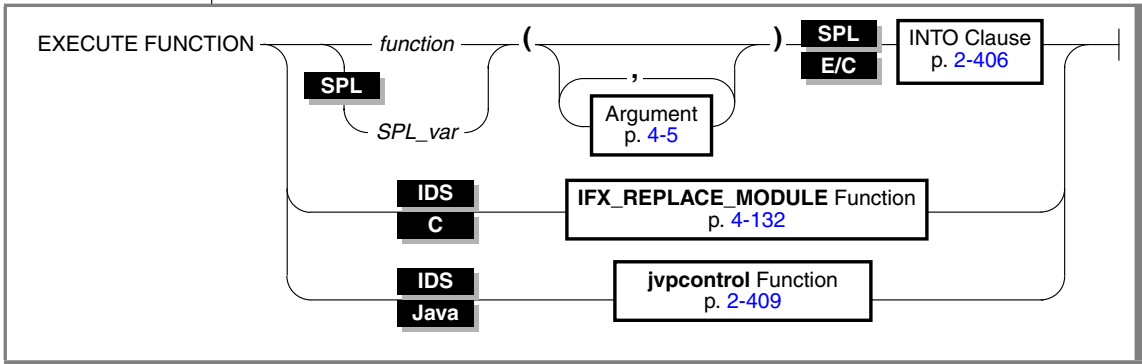 EXECUTE FUNCTION
function
(
)
SPL
E/C
INTO Clause
p. 2-406
SPL
SPL_var
,
Argument
p. 4-5
IDS
C
IFX_REPLACE_MODULE Function
p. 4-132
IDS
Java
jvpcontrol Function
p. 2-409